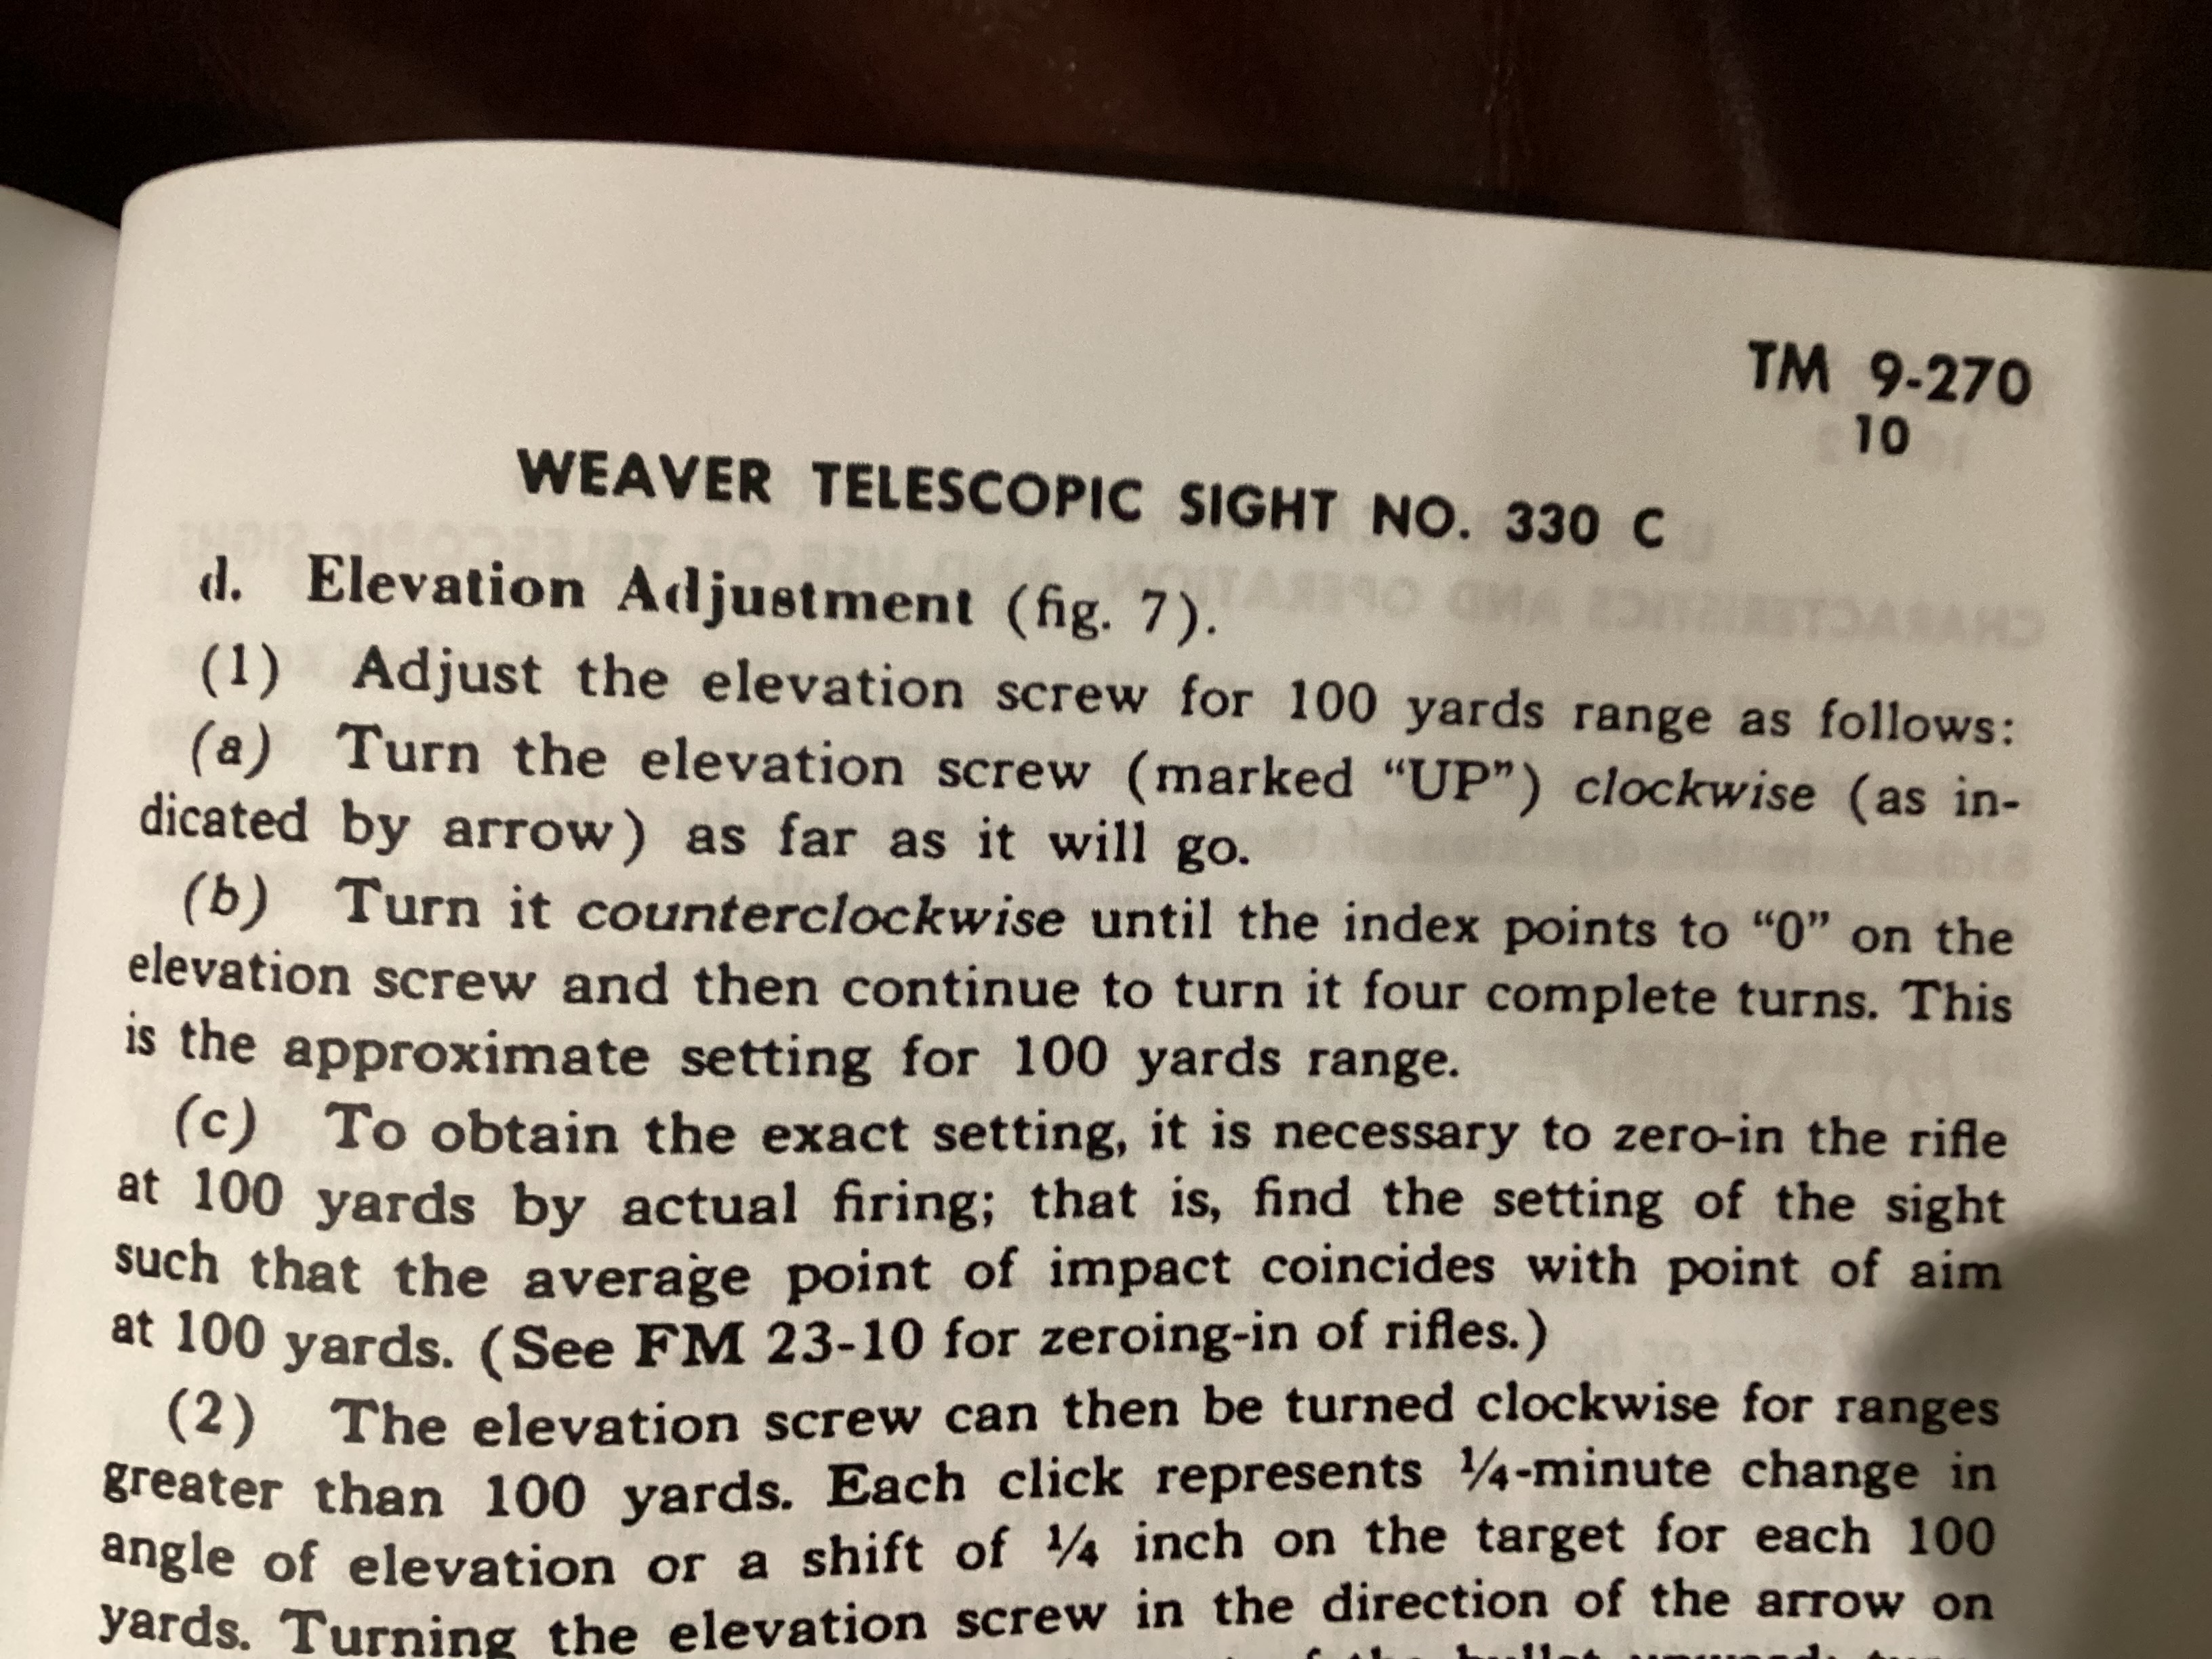 TM 9-270
10
WEAVER TELESCOPIC SIGHT NO. 330 C
d. Elevation Adjustment (fig. 7).
(1) Adjust the elevation screw for 100 yards range as follows:
(a) Turn the elevation screw (marked “UP”) clockwise (as in-
dicated by arrow) as far as it will go.
(b) Turn it counterclockwise until the index points to “0” on the
elevation screw and then continue to turn it four complete turns. This
is the approximate setting for 100 yards range.
(c) To obtain the exact setting, it is necessary to zero-in the rifle
at 100 yards by actual firing; that is, find the setting of the sight
such that the average point of impact coincides with point of aim
at 100 yards. (See FM 23-10 for zeroing-in of rifles.)
(2) The elevation screw can then be turned clockwise for ranges
greater than 100 yards. Each click represents ¼-minute change in
angle of elevation or a shift of ¼ inch on the target for each 100
yards. Turning the elevation screw in the direction of the arrow on